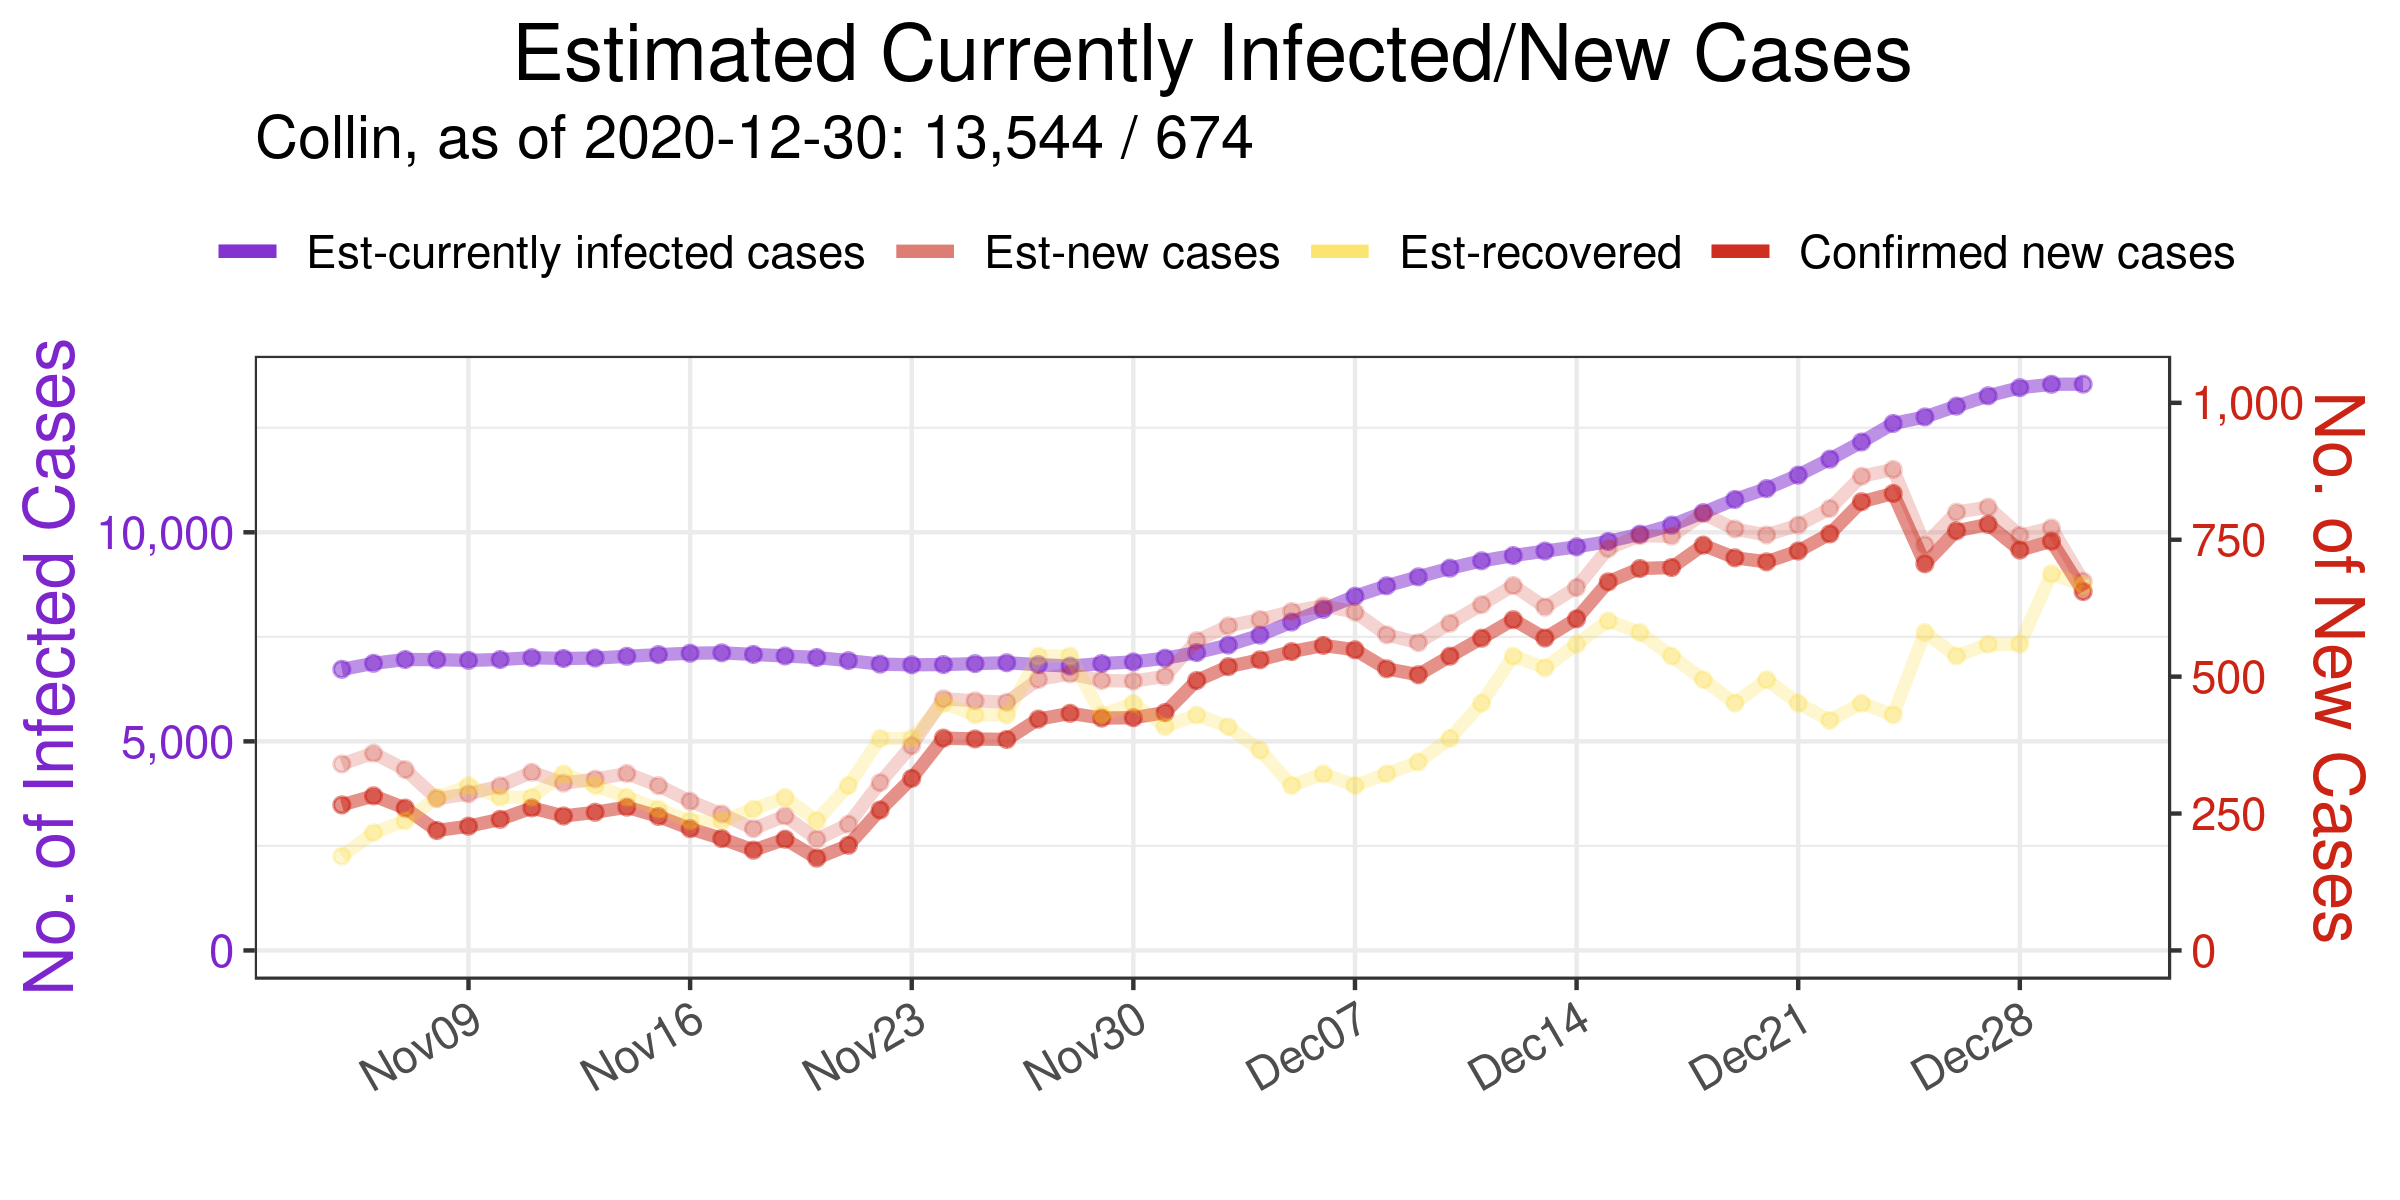 Estimated Currently Infected/New Cases
Collin, as of 2020-12-30: 13,544 / 674
Est-currently infected cases Est-new cases Est-recovered Confirmed new cases
No. of Infected Cases
10,000
5,000
0
1,000
750
500
250
0
No. of New Cases
Nov09 Nov16 Nov23 Nov30 Dec07 Dec14 Dec21 Dec28